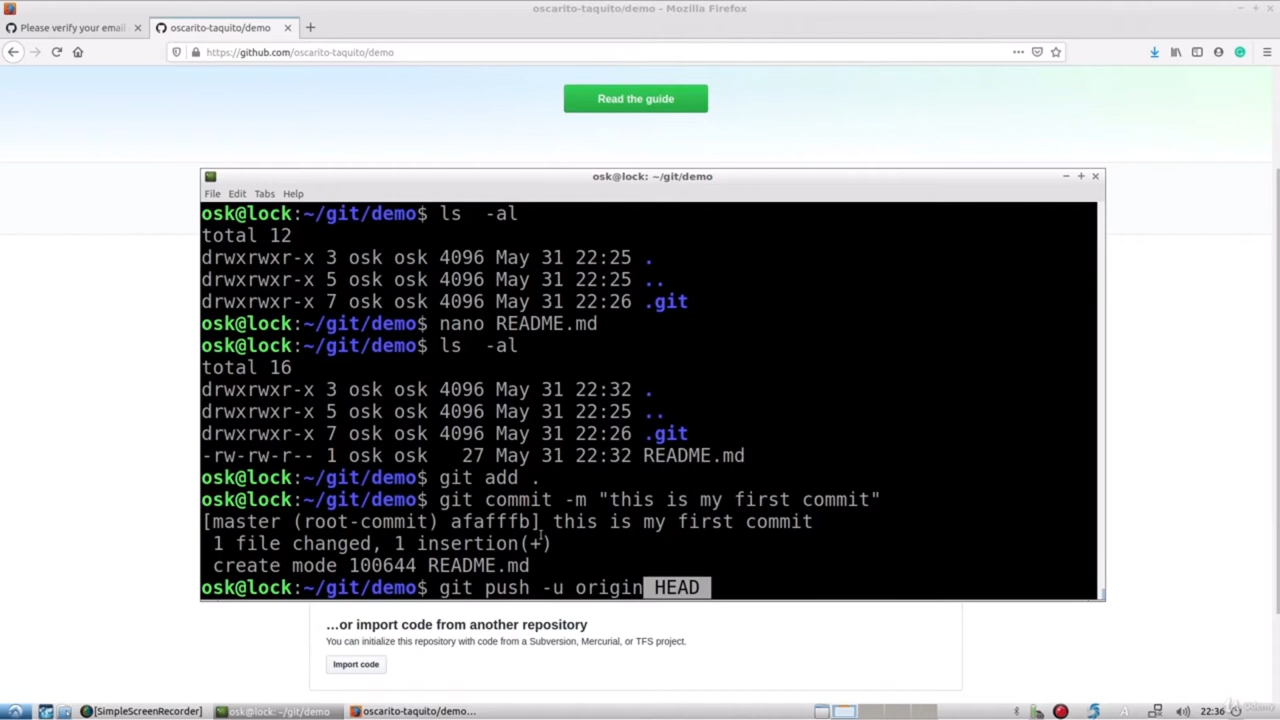 oscarito-taquito/demo - Mozilla Firefox
Please verify your email
oscarito-taquito/demo
https://github.com/oscarito-taquito/demo
Read the guide
osk@lock: ~/git/demo
File Edit Tabs Help
osk@lock:~/git/demo$ ls  -al
total 12
drwxrwxr-x 3 osk osk 4096 May 31 22:25 .
drwxrwxr-x 5 osk osk 4096 May 31 22:25 ..
drwxrwxr-x 7 osk osk 4096 May 31 22:26 .git
osk@lock:~/git/demo$ nano README.md
osk@lock:~/git/demo$ ls  -al
total 16
drwxrwxr-x 3 osk osk 4096 May 31 22:32 .
drwxrwxr-x 5 osk osk 4096 May 31 22:25 ..
drwxrwxr-x 7 osk osk 4096 May 31 22:26 .git
-rw-rw-r-- 1 osk osk   27 May 31 22:32 README.md
osk@lock:~/git/demo$ git add .
osk@lock:~/git/demo$ git commit -m "this is my first commit"
[master (root-commit) afafffb] this is my first commit
 1 file changed, 1 insertion(+)
 create mode 100644 README.md
osk@lock:~/git/demo$ git push -u origin HEAD
…or import code from another repository
You can initialize this repository with code from a Subversion, Mercurial, or TFS project.
Import code
[SimpleScreenRecorder]
osk@lock: ~/git/demo
oscarito-taquito/demo...
A
22:36
Udemy